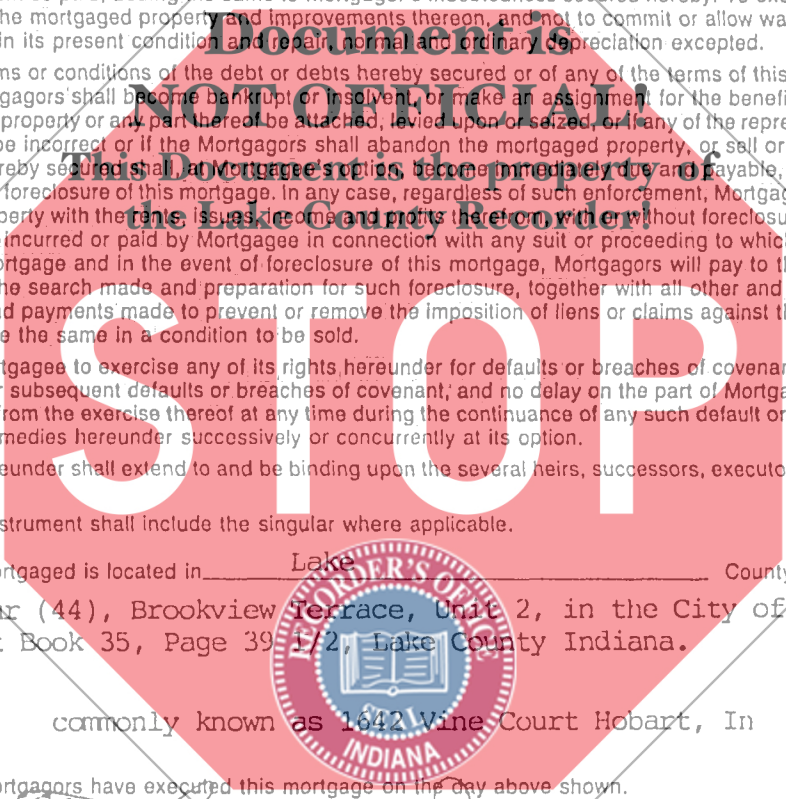 the mortgaged property and improvements thereon, and not to commit or allow wa
in its present condition and repair, normal and ordinary depreciation excepted.
ms or conditions of the debt or debts hereby secured or of any of the terms of this
gagors shall become bankrupt or insolvent, or make an assignment for the benefi
property or any part thereof be attached, levied upon or seized, or if any of the repre
be incorrect or if the Mortgagors shall abandon the mortgaged property, or sell or
reby secured shall, at Mortgagee's option, become immediately due and payable,
foreclosure of this mortgage. In any case, regardless of such enforcement, Mortgag
perty with the rents, issues, income and profits therefrom, with or without foreclosu
incurred or paid by Mortgagee in connection with any suit or proceeding to which
ortgage and in the event of foreclosure of this mortgage, Mortgagors will pay to th
he search made and preparation for such foreclosure, together with all other and
d payments made to prevent or remove the imposition of liens or claims against th
e the same in a condition to be sold.
tgagee to exercise any of its rights hereunder for defaults or breaches of covenan
r subsequent defaults or breaches of covenant, and no delay on the part of Mortga
from the exercise thereof at any time during the continuance of any such default or
medies hereunder successively or concurrently at its option.
eunder shall extend to and be binding upon the several heirs, successors, executo
strument shall include the singular where applicable.
rtgaged is located in Lake County
ur (44), Brookview Terrace, Unit 2, in the City of
t Book 35, Page 39 1/2, Lake County Indiana.
commonly known as 1642 Vine Court Hobart, In
ortgagors have executed this mortgage on the day above shown.
Document is
NOT OFFICIAL!
This Document is the property of
the Lake County Recorder!
STOP
RECORDER'S OFFICE
SEAL
INDIANA